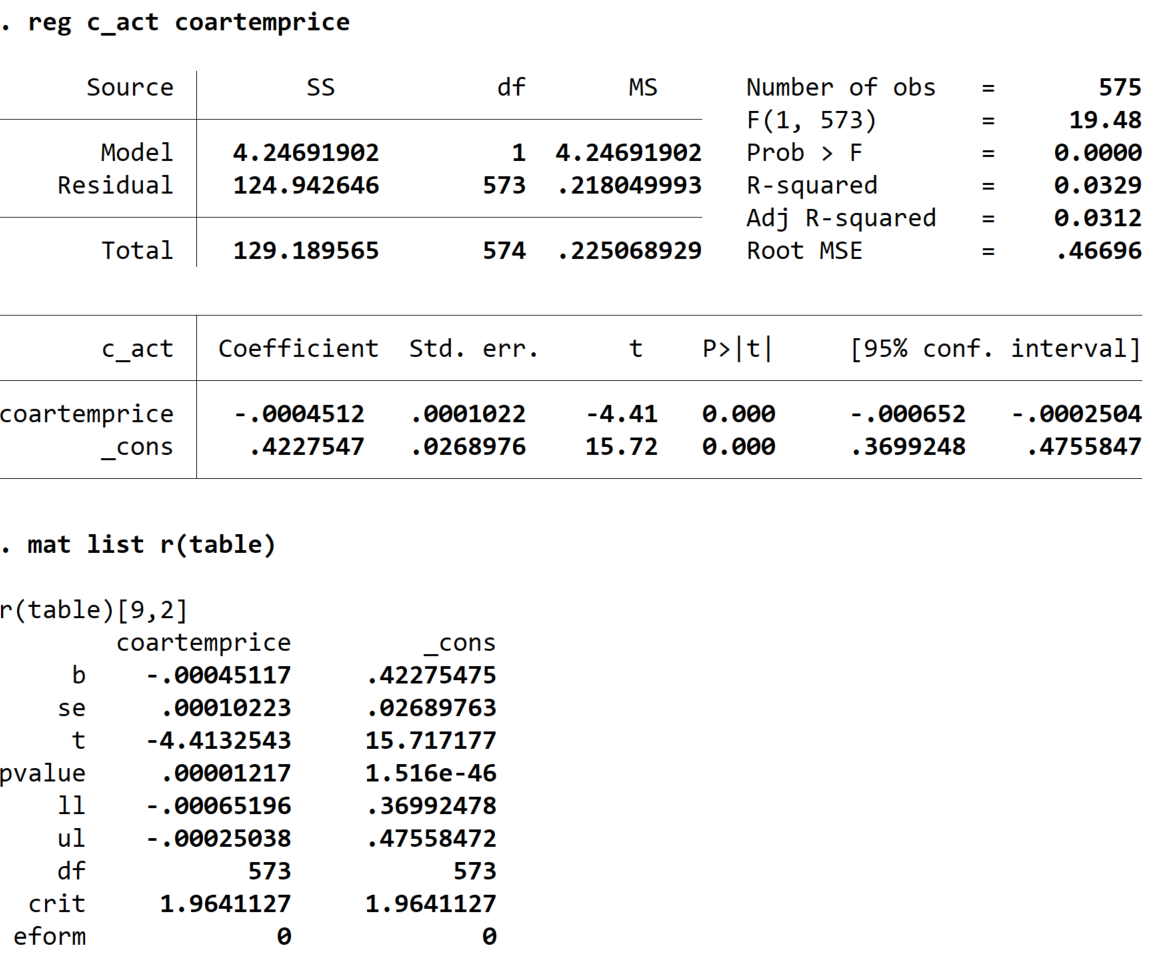 . reg c_act coartemprice
Source SS df MS Number of obs = 575
F(1, 573) = 19.48
Model 4.24691902 1 4.24691902 Prob > F = 0.0000
Residual 124.942646 573 .218049993 R-squared = 0.0329
Adj R-squared = 0.0312
Total 129.189565 574 .225068929 Root MSE = .46696
c_act Coefficient Std. err. t P>|t| [95% conf. interval]
coartemprice -.0004512 .0001022 -4.41 0.000 -.000652 -.0002504
_cons .4227547 .0268976 15.72 0.000 .3699248 .4755847
. mat list r(table)
r(table)[9,2]
coartemprice _cons
b -.00045117 .42275475
se .00010223 .02689763
t -4.4132543 15.717177
pvalue .00001217 1.516e-46
ll -.00065196 .36992478
ul -.00025038 .47558472
df 573 573
crit 1.9641127 1.9641127
eform 0 0